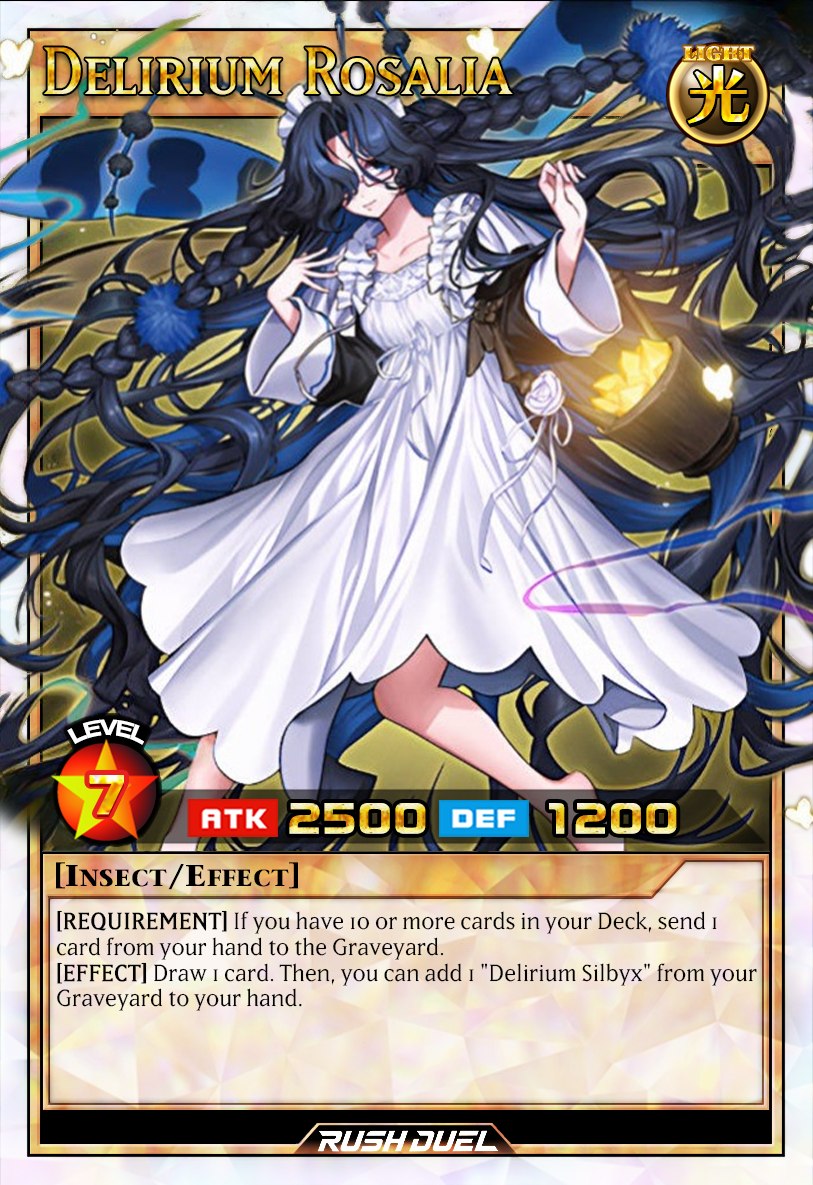 Delirium Rosalia
LIGHT
光
LEVEL
7
ATK 2500 DEF 1200
[Insect/Effect]
[REQUIREMENT] If you have 10 or more cards in your Deck, send 1
card from your hand to the Graveyard.
[EFFECT] Draw 1 card. Then, you can add 1 "Delirium Silbyx" from your
Graveyard to your hand.
RUSH DUEL